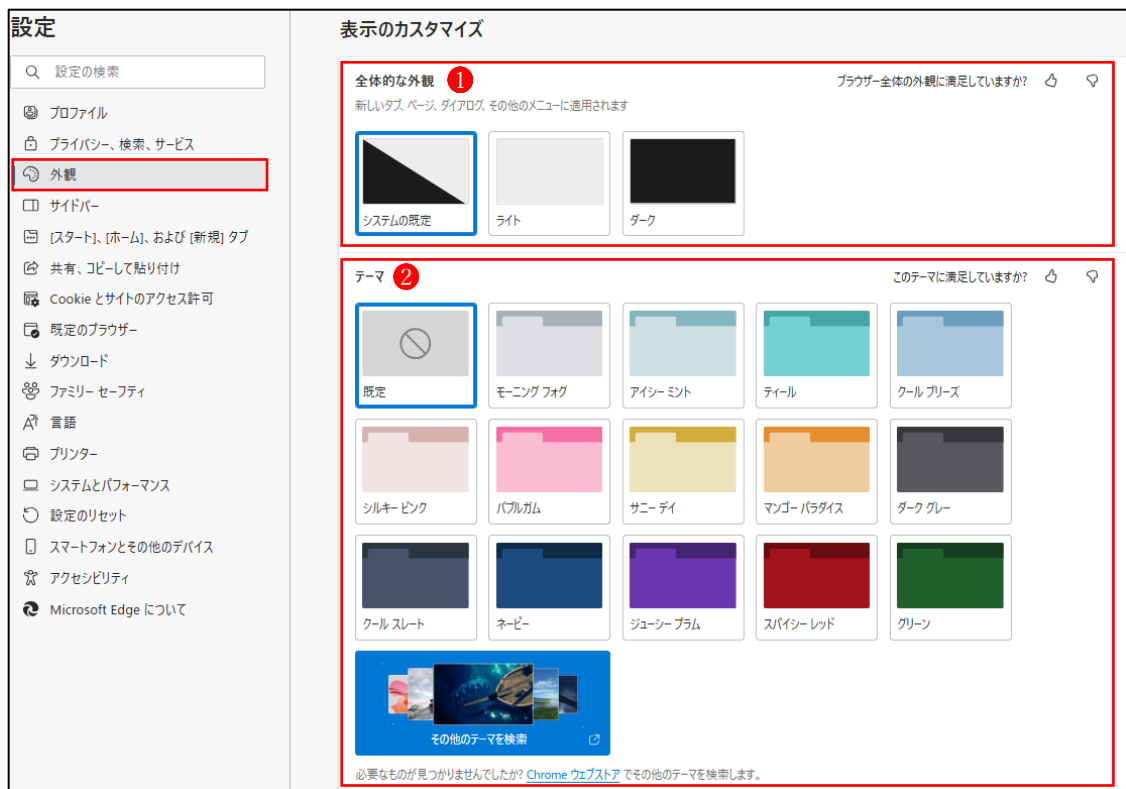 設定
設定の検索
プロファイル
プライバシー、検索、サービス
外観
サイドバー
[スタート]、[ホーム]、および [新規] タブ
共有、コピーして貼り付け
Cookie とサイトのアクセス許可
既定のブラウザー
ダウンロード
ファミリー セーフティ
言語
プリンター
システムとパフォーマンス
設定のリセット
スマートフォンとその他のデバイス
アクセシビリティ
Microsoft Edge について
表示のカスタマイズ
全体的な外観 1 ブラウザー全体の外観に満足していますか?
新しいタブ、ページ、ダイアログ、その他のメニューに適用されます
システムの既定 ライト ダーク
テーマ 2 このテーマに満足していますか?
既定 モーニング フォグ アイシー ミント ティール クール ブリーズ
シルキー ピンク バブルガム サニー デイ マンゴー パラダイス ダーク グレー
クール スレート ネービー ジューシー プラム スパイシー レッド グリーン
その他のテーマを検索
必要なものが見つかりませんでしたか? Chrome ウェブストア でその他のテーマを検索します。